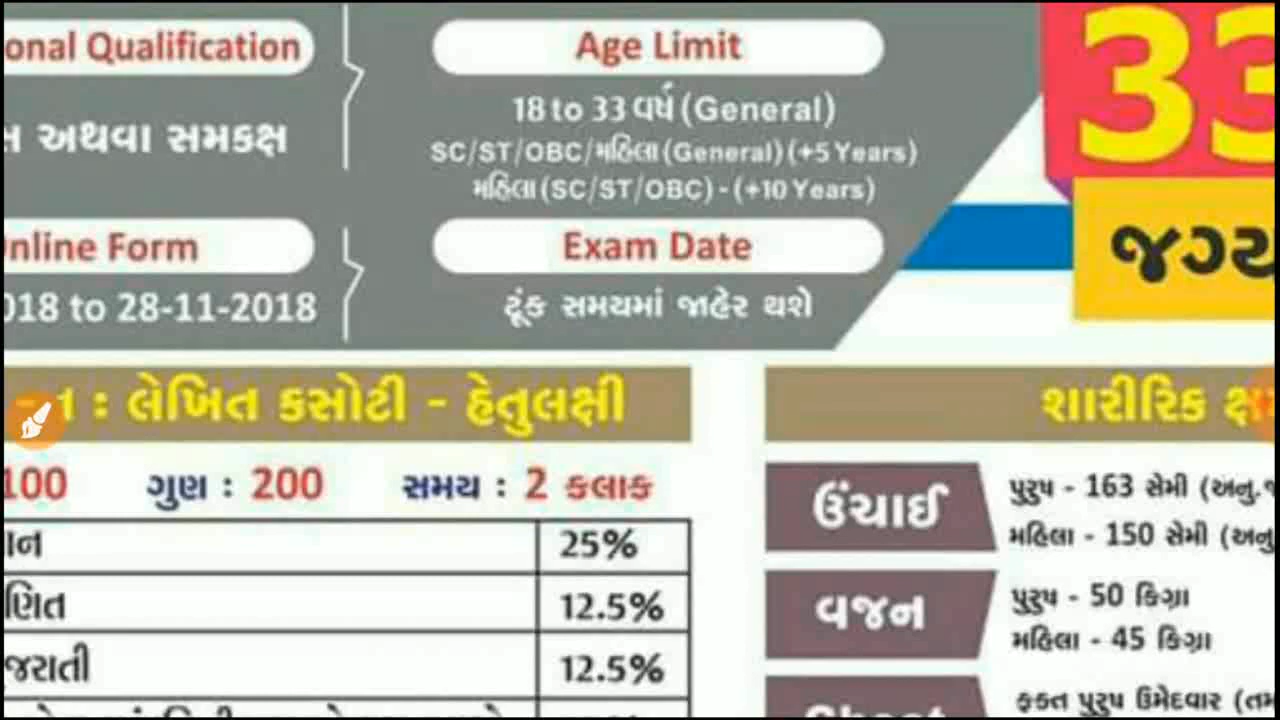 onal Qualification
અથવા સમકક્ષ
Age Limit
18 to 33 વર્ષ (General)
SC/ST/OBC/મહિલા (General) (+5 Years)
મહિલા (SC/ST/OBC) - (+10 Years)
nline Form
018 to 28-11-2018
Exam Date
ટૂંક સમયમાં જાહેર થશે
33
જગ્ય
: લેખિત કસોટી - હેતુલક્ષી
100 ગુણ : 200 સમય : 2 કલાક
ાન 25%
ણિત 12.5%
જરાતી 12.5%
શારીરિક ક્ષ
ઉંચાઈ
પુરુષ - 163 સેમી (અનુ.જ
મહિલા - 150 સેમી (અનુ
વજન
પુરુષ - 50 કિગ્રા
મહિલા - 45 કિગ્રા
ફક્ત પુરુષ ઉમેદવાર (તમ